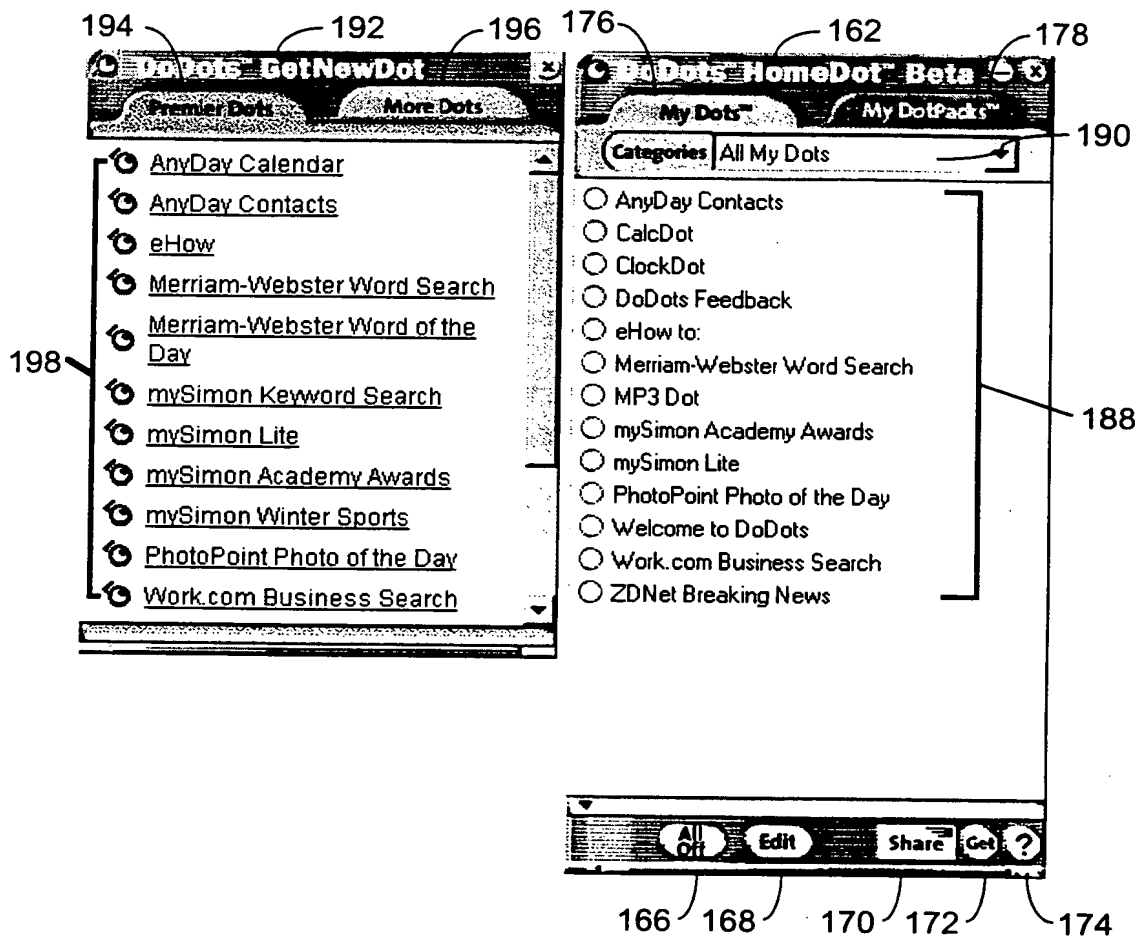 194 192 196
DoDots™ GetNewDot
Premier Dots More Dots
AnyDay Calendar
AnyDay Contacts
eHow
Merriam-Webster Word Search
Merriam-Webster Word of the
Day
198
mySimon Keyword Search
mySimon Lite
mySimon Academy Awards
mySimon Winter Sports
PhotoPoint Photo of the Day
Work.com Business Search
176 162 178
DoDots™ HomeDot™ Beta
My Dots™ My DotPacks™
190
Categories All My Dots
AnyDay Contacts
CalcDot
ClockDot
DoDots Feedback
eHow to:
Merriam-Webster Word Search
MP3 Dot
188
mySimon Academy Awards
mySimon Lite
PhotoPoint Photo of the Day
Welcome to DoDots
Work.com Business Search
ZDNet Breaking News
All Off Edit Share Get ?
166 168 170 172 174